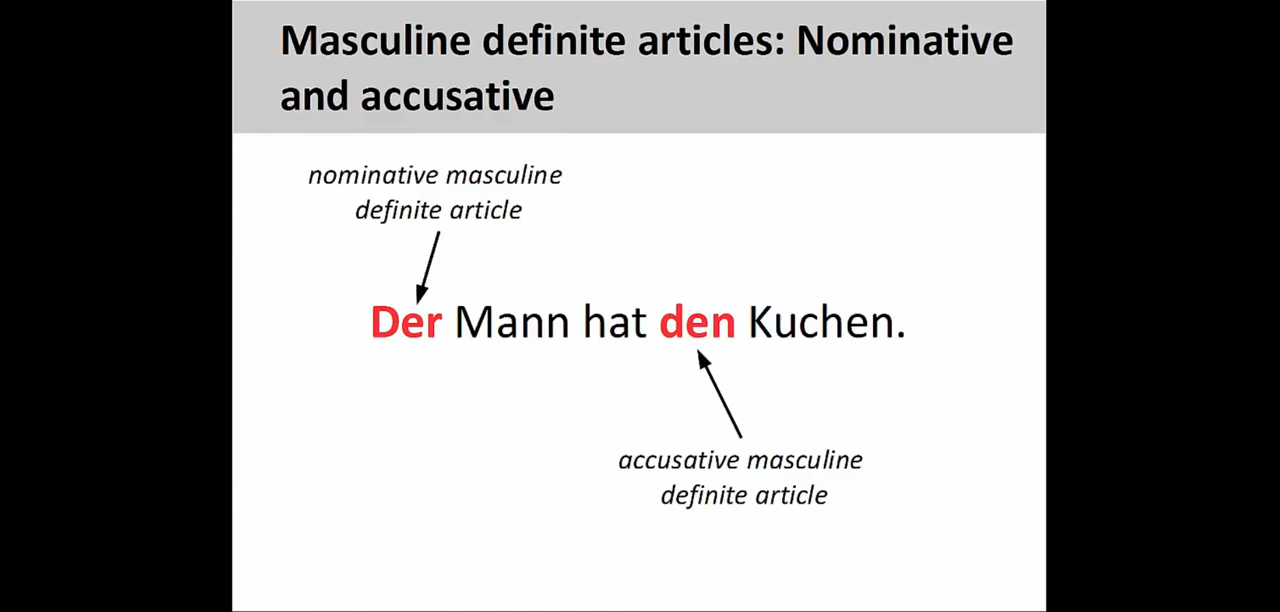 Masculine definite articles: Nominative
and accusative
nominative masculine
definite article
Der Mann hat den Kuchen.
accusative masculine
definite article